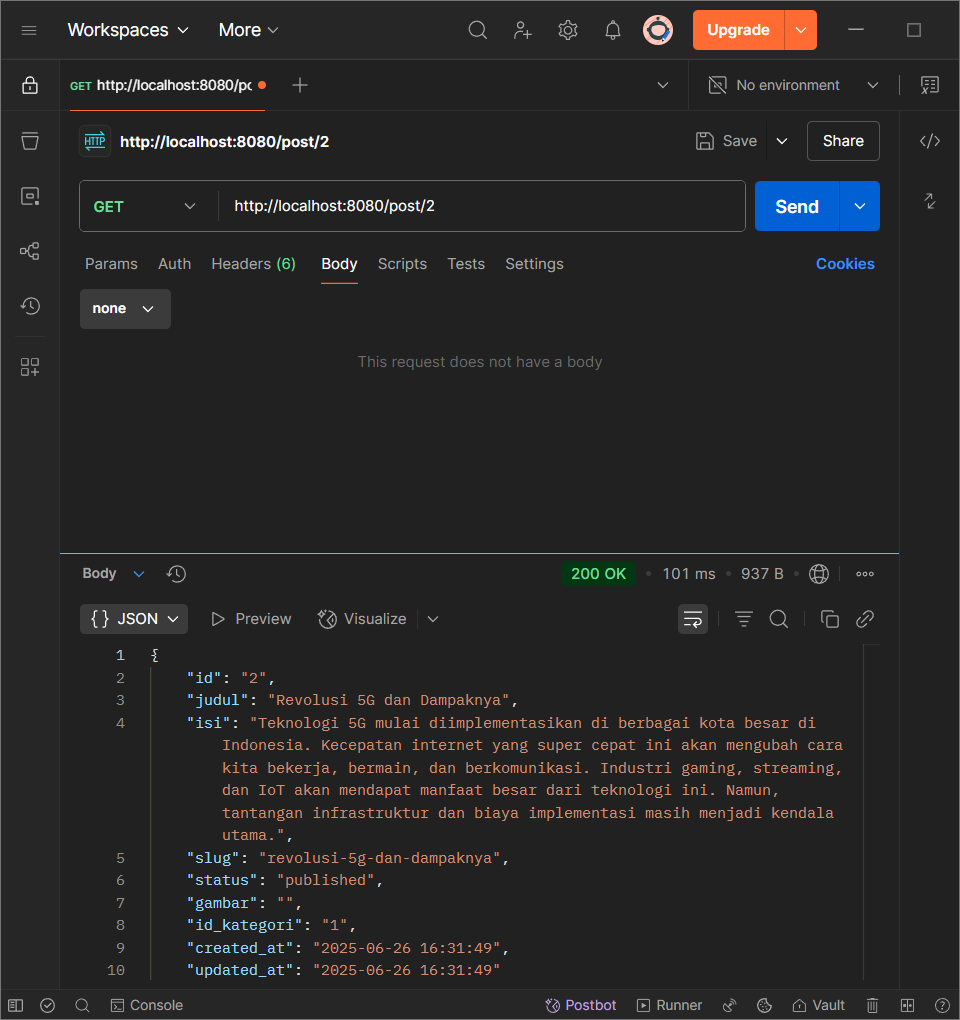 Workspaces More Upgrade
GET http://localhost:8080/pc No environment
HTTP http://localhost:8080/post/2 Save Share
GET http://localhost:8080/post/2 Send
Params Auth Headers (6) Body Scripts Tests Settings Cookies
none
This request does not have a body
Body 200 OK • 101 ms • 937 B •
{} JSON Preview Visualize
1 {
2 "id": "2",
3 "judul": "Revolusi 5G dan Dampaknya",
4 "isi": "Teknologi 5G mulai diimplementasikan di berbagai kota besar di
Indonesia. Kecepatan internet yang super cepat ini akan mengubah cara
kita bekerja, bermain, dan berkomunikasi. Industri gaming, streaming,
dan IoT akan mendapat manfaat besar dari teknologi ini. Namun,
tantangan infrastruktur dan biaya implementasi masih menjadi kendala
utama.",
5 "slug": "revolusi-5g-dan-dampaknya",
6 "status": "published",
7 "gambar": "",
8 "id_kategori": "1",
9 "created_at": "2025-06-26 16:31:49",
10 "updated_at": "2025-06-26 16:31:49"
Console Postbot Runner Vault